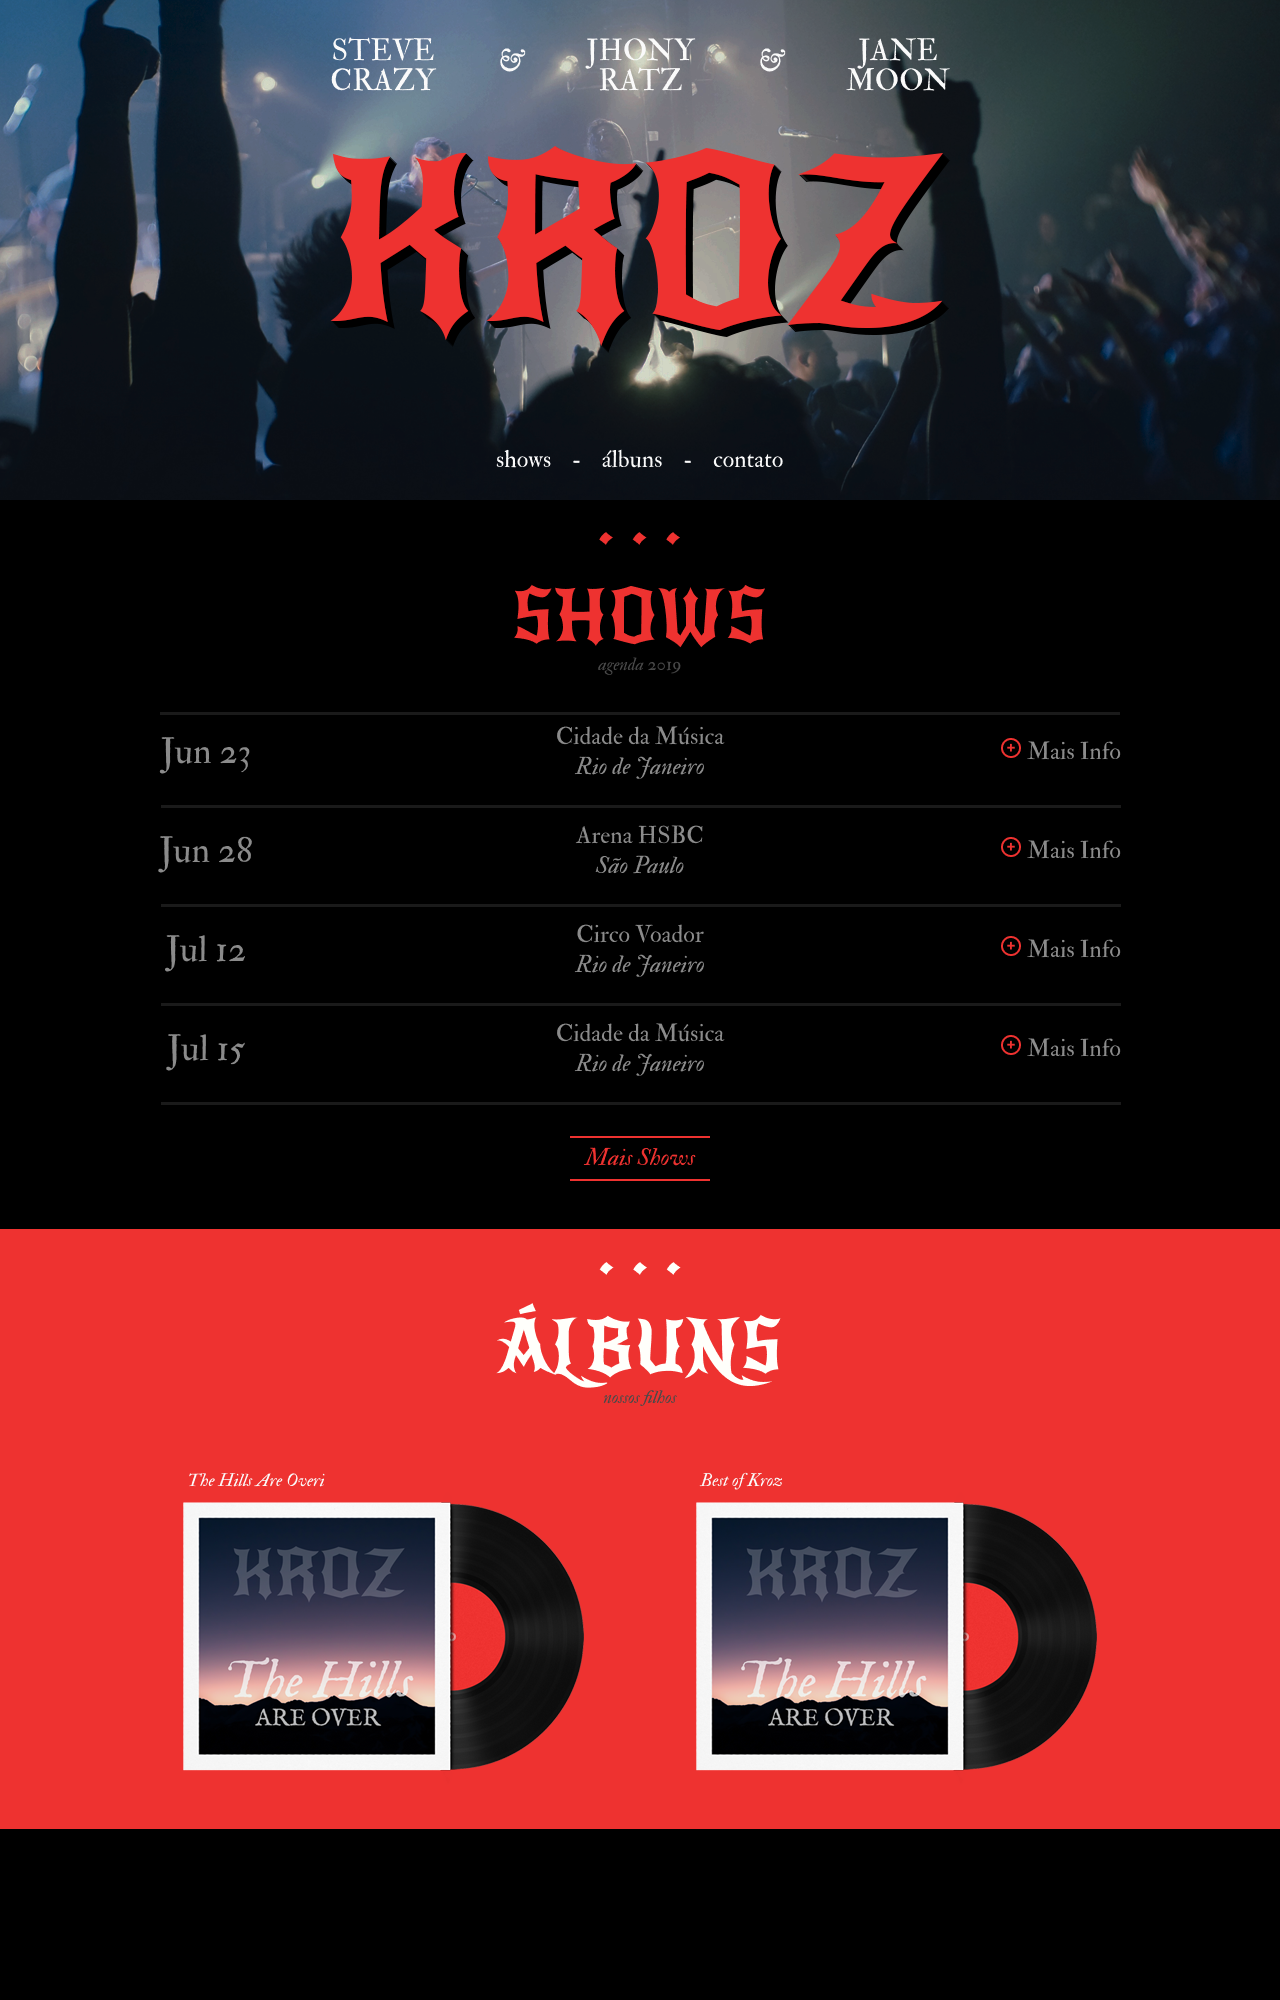 STEVE & JHONY & JANE
CRAZY RATZ MOON
KROZ
shows - álbuns - contato
SHOWS
agenda 2019
Jun 23
Cidade da Música
Rio de Janeiro
Mais Info
Jun 28
Arena HSBC
São Paulo
Mais Info
Jul 12
Circo Voador
Rio de Janeiro
Mais Info
Jul 15
Cidade da Música
Rio de Janeiro
Mais Info
Mais Shows
ÁLBUNS
nossos filhos
The Hills Are Overi
KROZ
The Hills
ARE OVER
Best of Kroz
KROZ
The Hills
ARE OVER